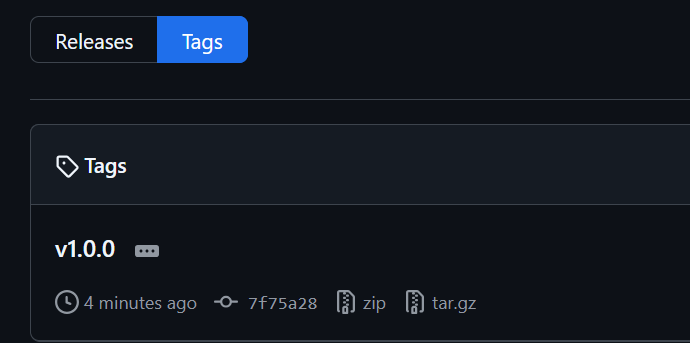 Releases Tags
Tags
v1.0.0
4 minutes ago 7f75a28 zip tar.gz